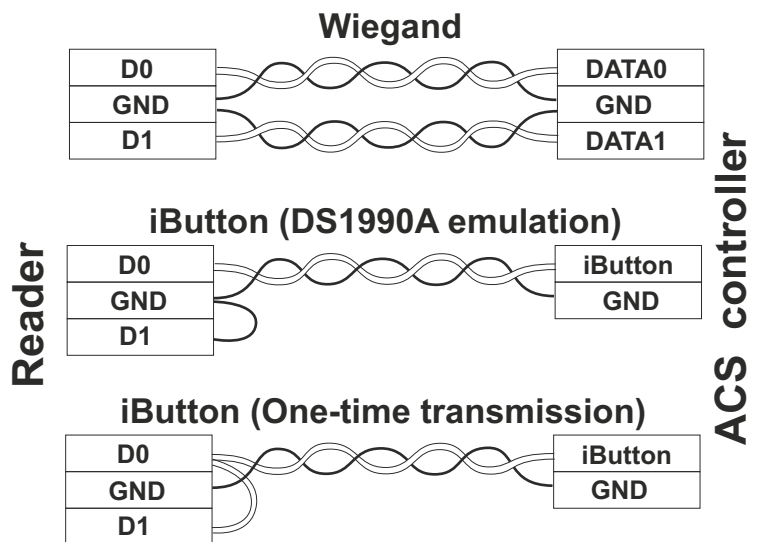 Wiegand
D0
DATA0
GND
GND
D1
DATA1
iButton (DS1990A emulation)
D0
iButton
GND
GND
D1
iButton (One-time transmission)
D0
iButton
GND
GND
D1
Reader
ACS controller